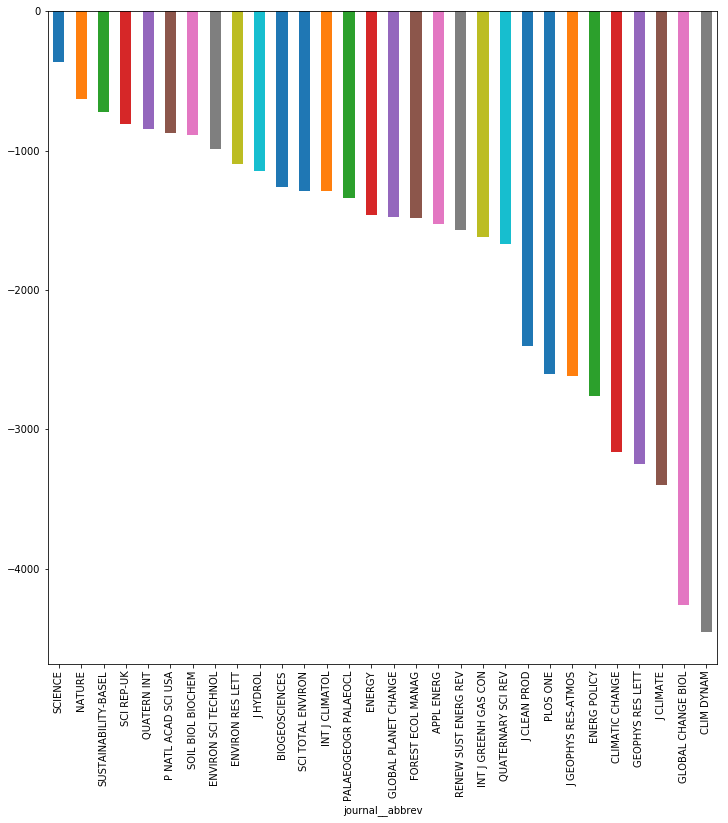 0
−1000
−2000
−3000
−4000
SCIENCE
NATURE
SUSTAINABILITY-BASEL
SCI REP-UK
QUATERN INT
P NATL ACAD SCI USA
SOIL BIOL BIOCHEM
ENVIRON SCI TECHNOL
ENVIRON RES LETT
J HYDROL
BIOGEOSCIENCES
SCI TOTAL ENVIRON
INT J CLIMATOL
PALAEOGEOGR PALAEOCL
ENERGY
GLOBAL PLANET CHANGE
FOREST ECOL MANAG
APPL ENERG
RENEW SUST ENERG REV
INT J GREENH GAS CON
QUATERNARY SCI REV
J CLEAN PROD
PLOS ONE
J GEOPHYS RES-ATMOS
ENERG POLICY
CLIMATIC CHANGE
GEOPHYS RES LETT
J CLIMATE
GLOBAL CHANGE BIOL
CLIM DYNAM
journal__abbrev